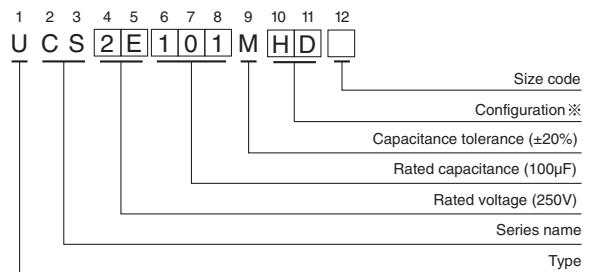 1 2 3 4 5 6 7 8 9 10 11 12
U C S 2 E 1 0 1 M H D
Size code
Configuration※
Capacitance tolerance (±20%)
Rated capacitance (100µF)
Rated voltage (250V)
Series name
Type